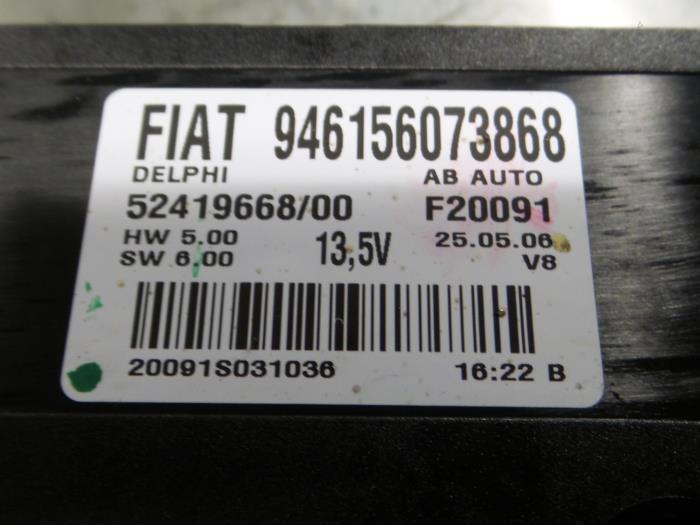 FIAT 946156073868
DELPHI AB AUTO
52419668/00 F20091
HW 5.00 13,5V 25.05.06
SW 6.00 V8
20091S031036 16:22 B